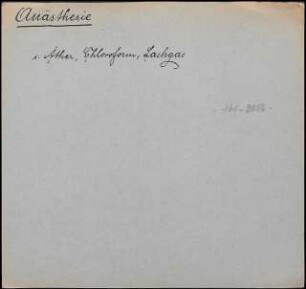 Anästhesie
s. Äther, Chloroform, Lachgas